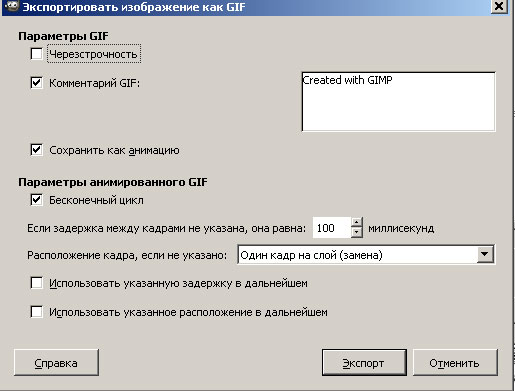 Экспортировать изображение как GIF
Параметры GIF
Черезстрочность
Комментарий GIF:
Created with GIMP
Сохранить как анимацию
Параметры анимированного GIF
Бесконечный цикл
Если задержка между кадрами не указана, она равна: 100 миллисекунд
Расположение кадра, если не указано: Один кадр на слой (замена)
Использовать указанную задержку в дальнейшем
Использовать указанное расположение в дальнейшем
Справка Экспорт Отменить